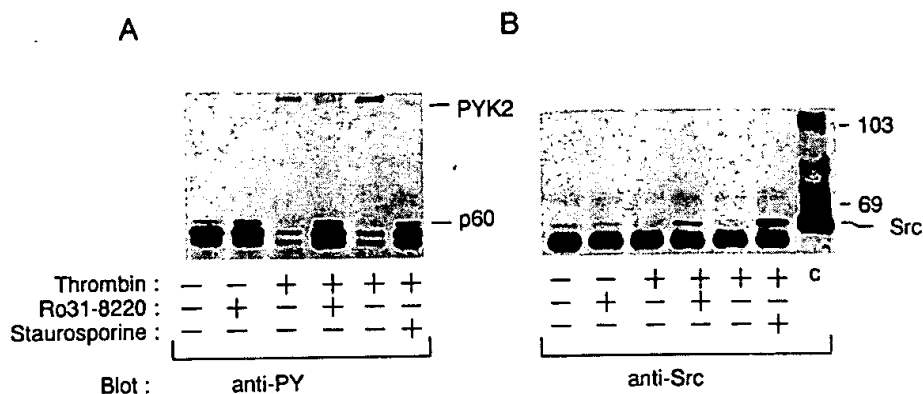 A
B
PYK2
p60
103
69
Src
Thrombin : − − + + + +
Ro31-8220 : − + − + − −
Staurosporine : − − − − − +
− − + + + + c
− + − + − −
− − − − − +
Blot : anti-PY
anti-Src